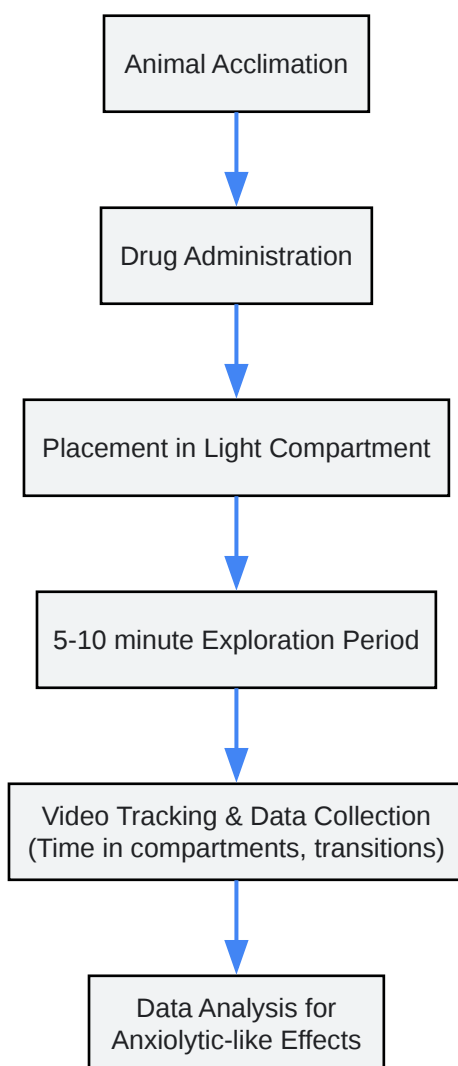 Animal Acclimation
Drug Administration
Placement in Light Compartment
5-10 minute Exploration Period
Video Tracking & Data Collection
(Time in compartments, transitions)
Data Analysis for
Anxiolytic-like Effects